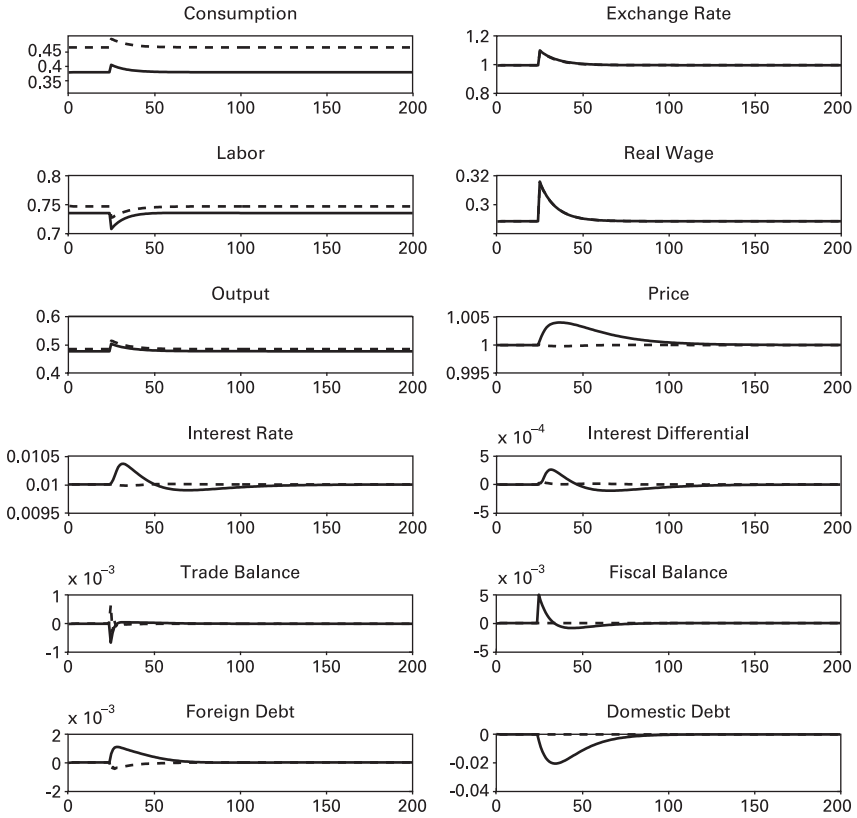 Consumption
0.45
0.4
0.35
0 50 100 150 200
Exchange Rate
1.2
1
0.8
0 50 100 150 200
Labor
0.8
0.75
0.7
0 50 100 150 200
Real Wage
0.32
0.3
0 50 100 150 200
Output
0.6
0.5
0.4
0 50 100 150 200
Price
1.005
1
0.995
0 50 100 150 200
Interest Rate
0.0105
0.01
0.0095
0 50 100 150 200
Interest Differential
x 10⁻⁴
5
0
-5
0 50 100 150 200
Trade Balance
x 10⁻³
1
0
-1
0 50 100 150 200
Fiscal Balance
x 10⁻³
5
0
-5
0 50 100 150 200
Foreign Debt
x 10⁻³
2
0
-2
0 50 100 150 200
Domestic Debt
0
-0.02
-0.04
0 50 100 150 200